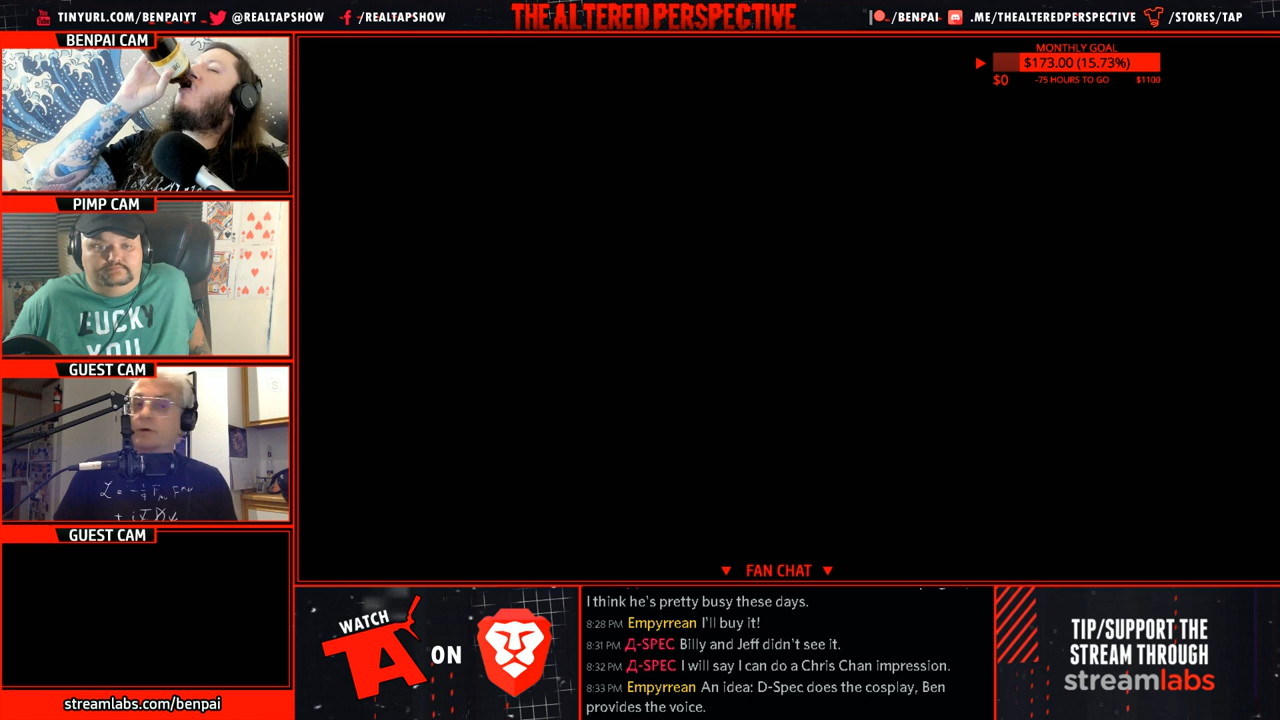 TINYURL.COM/BENPAIYT @REALTAPSHOW /REALTAPSHOW
THE ALTERED PERSPECTIVE
/BENPAI .ME/THEALTEREDPERSPECTIVE /STORES/TAP
BENPAI CAM
MONTHLY GOAL
$173.00 (15.73%)
$0 -75 HOURS TO GO $1100
PIMP CAM
LUCKY
YOU
GUEST CAM
GUEST CAM
streamlabs.com/benpai
FAN CHAT
WATCH
TA ON
I think he's pretty busy these days.
8:28 PM Empyrrean I'll buy it!
8:31 PM Д-SPEC Billy and Jeff didn't see it.
8:32 PM Д-SPEC I will say I can do a Chris Chan impression.
8:33 PM Empyrrean An idea: D-Spec does the cosplay, Ben
provides the voice.
TIP/SUPPORT THE
STREAM THROUGH
streamlabs